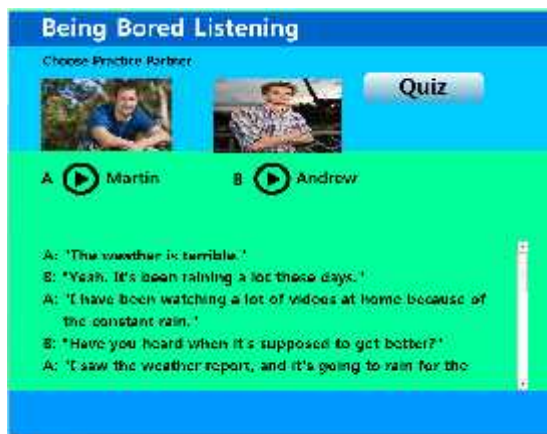 Being Bored Listening
Choose Practice Partner
Quiz
A Martin
B Andrew
A: "The weather is terrible."
B: "Yeah. It's been raining a lot these days."
A: "I have been watching a lot of videos at home because of
the constant rain."
B: "Have you heard when it's supposed to get better?"
A: "I saw the weather report, and it's going to rain for the